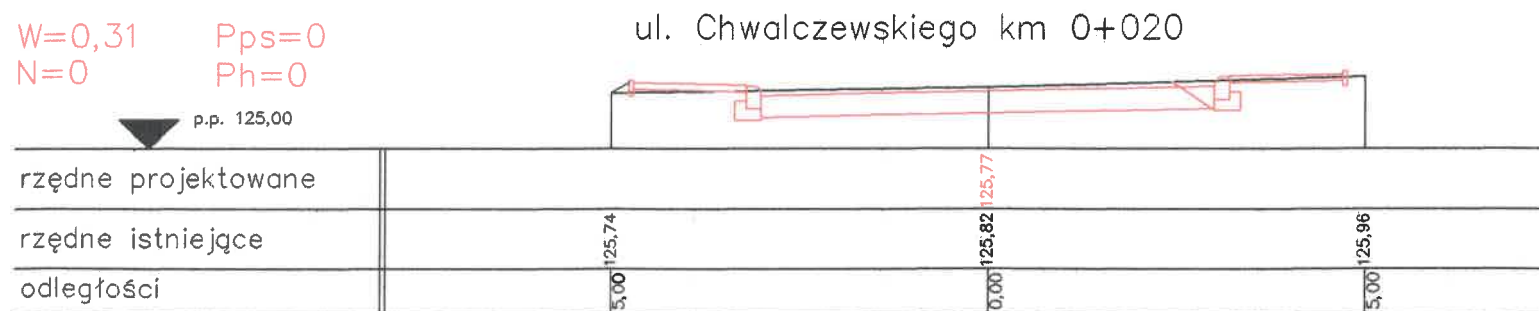 ul. Chwalczewskiego km 0+020
W=0,31 Pps=0
N=0 Ph=0
p.p. 125,00
rzędne projektowane 125,77
rzędne istniejące 125,74 125,82 125,96
odległości 5,00 0,00 5,00